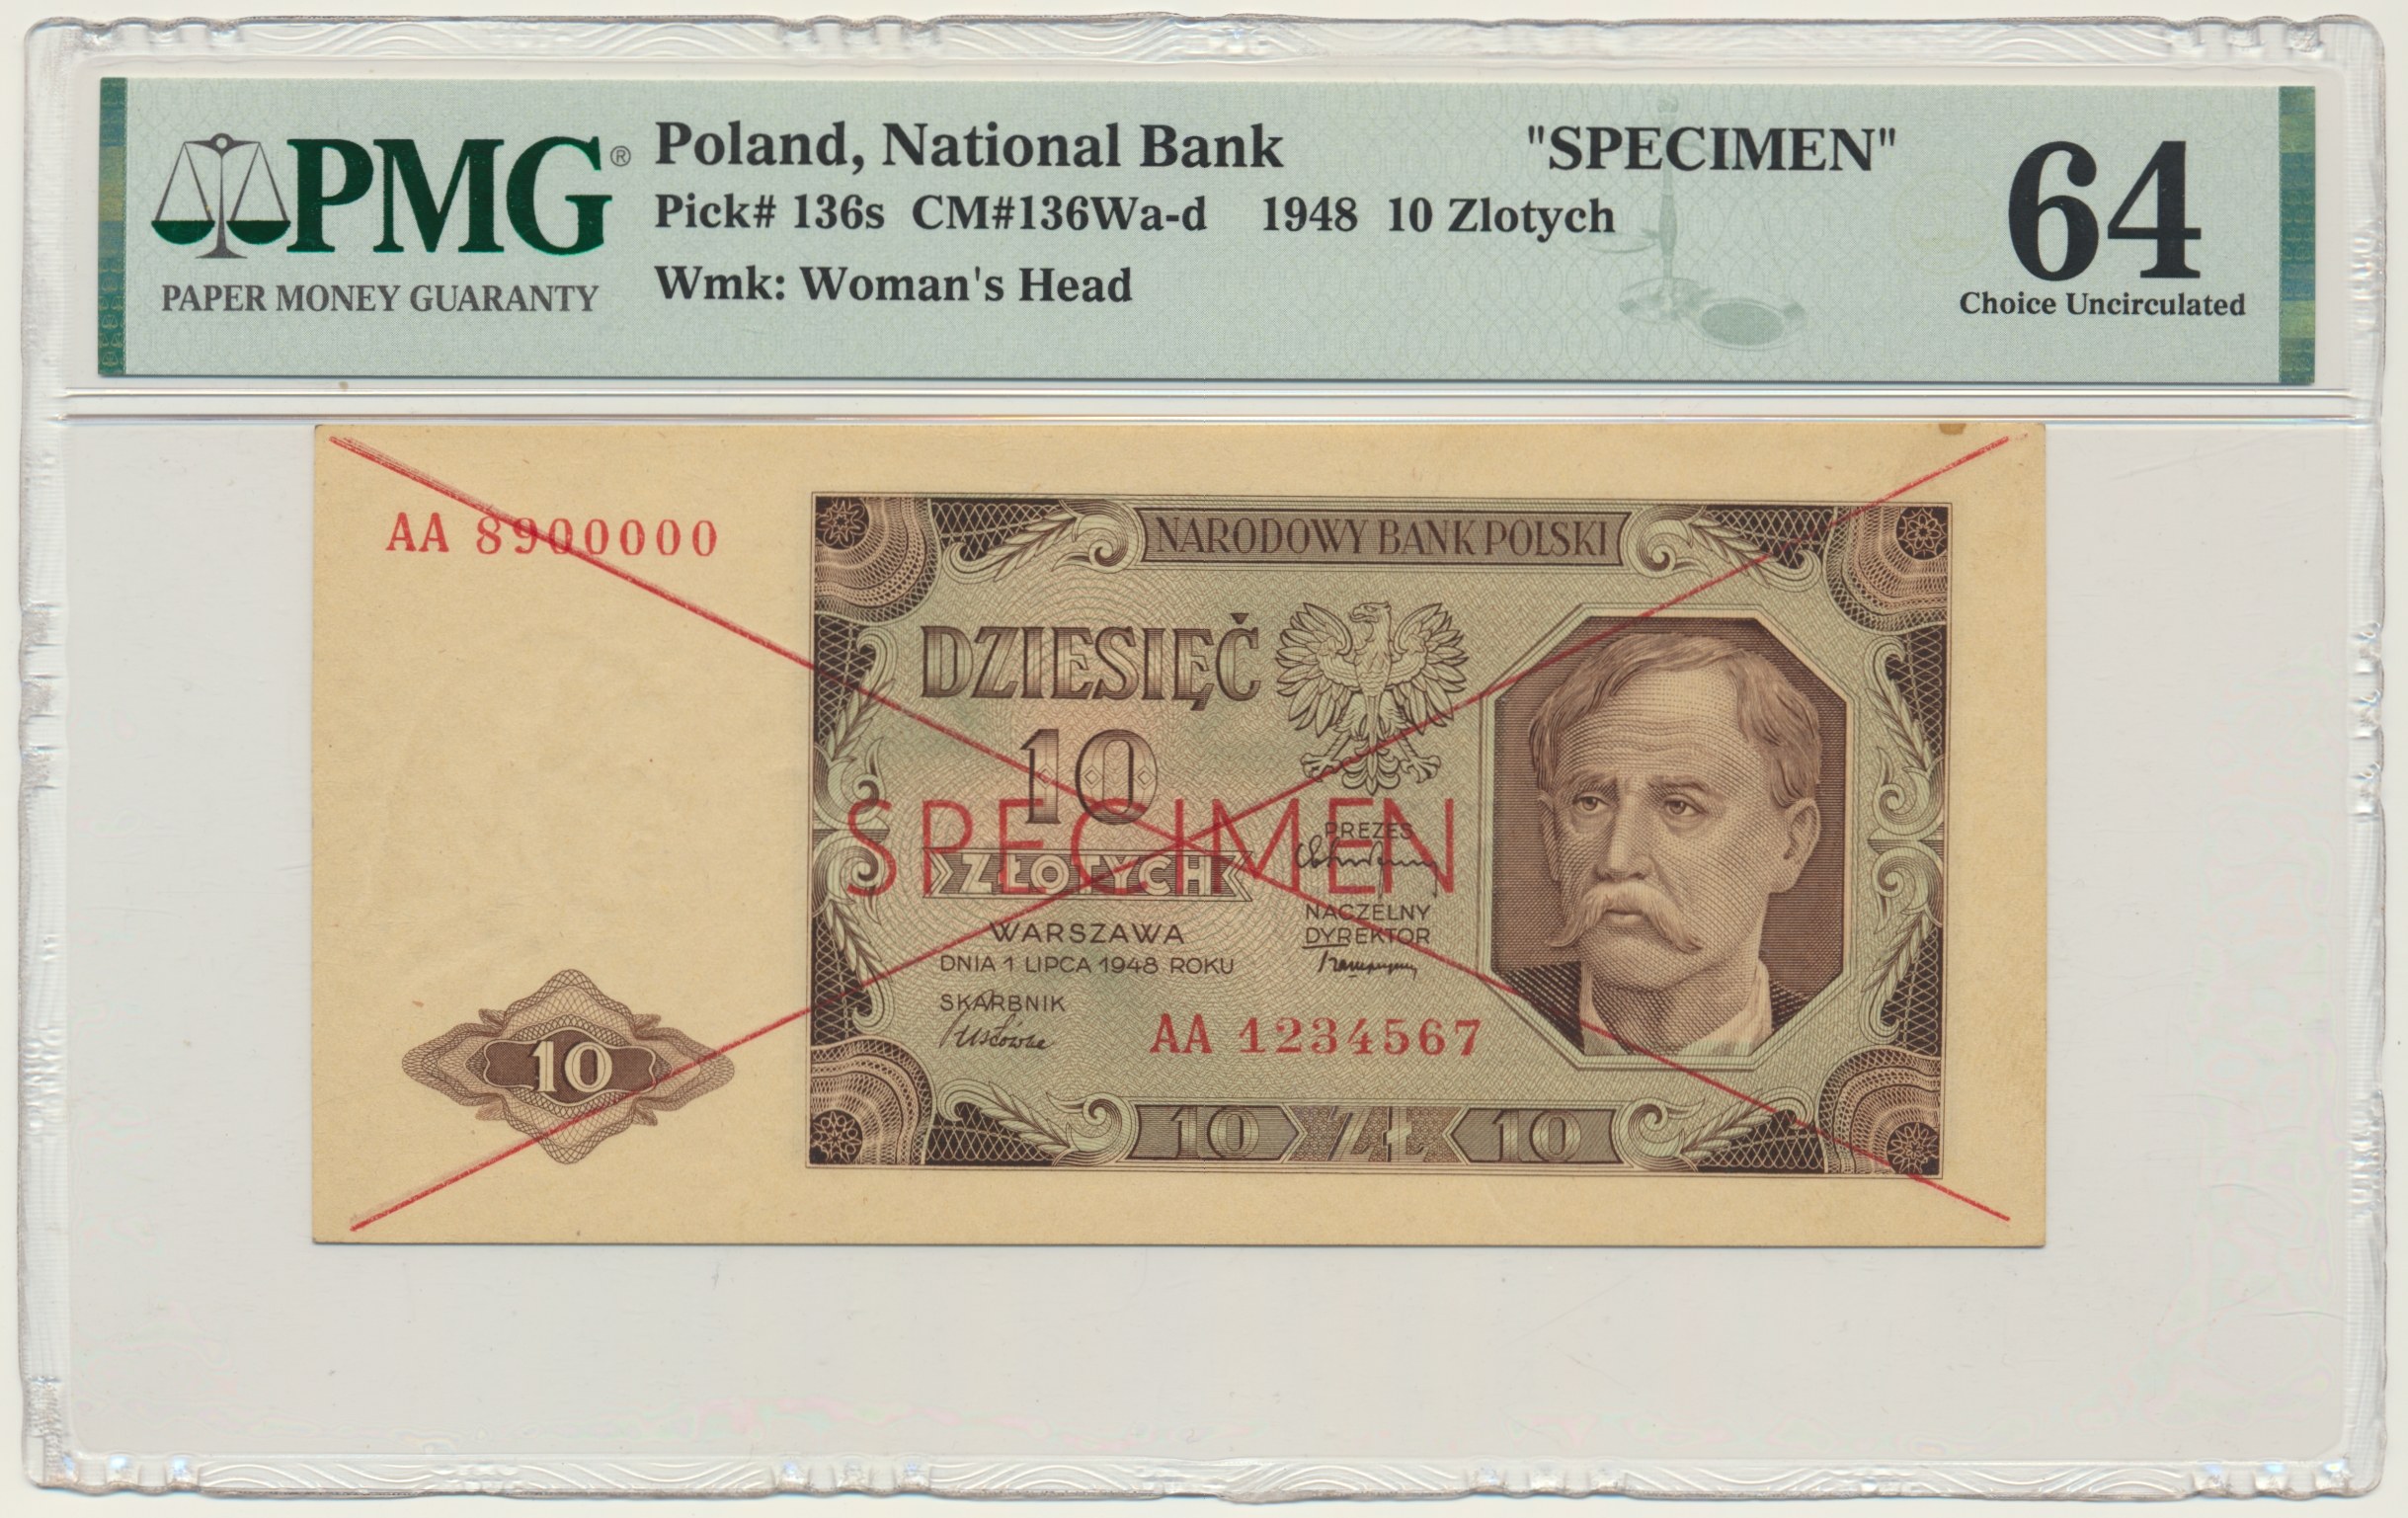 PMG®
PAPER MONEY GUARANTY
Poland, National Bank
"SPECIMEN"
Pick# 136s CM#136Wa-d 1948 10 Zlotych
Wmk: Woman's Head
64
Choice Uncirculated
AA 8900000
NARODOWY BANK POLSKI
DZIESIĘĆ
10
ZŁOTYCH
SPECIMEN
PREZES
NACZELNY
DYREKTOR
WARSZAWA
DNIA 1 LIPCA 1948 ROKU
SKARBNIK
AA 1234567
10
10 ZŁ 10